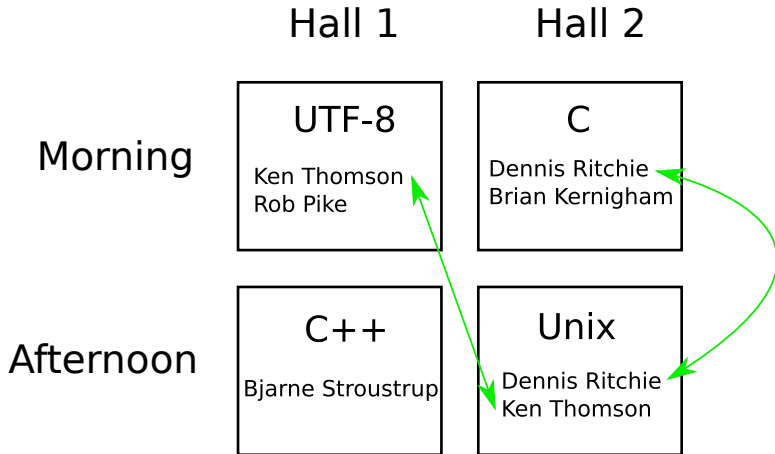 Hall 1 Hall 2
Morning
UTF-8
Ken Thomson
Rob Pike
C
Dennis Ritchie
Brian Kernigham
Afternoon
C++
Bjarne Stroustrup
Unix
Dennis Ritchie
Ken Thomson